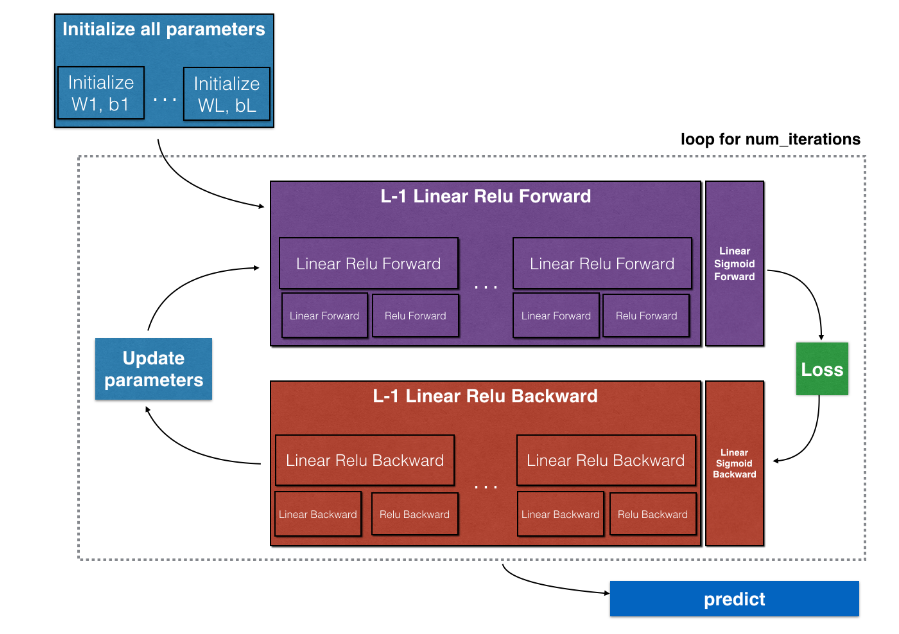 Initialize all parameters
Initialize
W1, b1
...
Initialize
WL, bL
loop for num_iterations
L-1 Linear Relu Forward
Linear Relu Forward
...
Linear Relu Forward
Linear Forward
Relu Forward
Linear Forward
Relu Forward
Linear
Sigmoid
Forward
Update
parameters
Loss
L-1 Linear Relu Backward
Linear Relu Backward
...
Linear Relu Backward
Linear Backward
Relu Backward
Linear Backward
Relu Backward
Linear
Sigmoid
Backward
predict